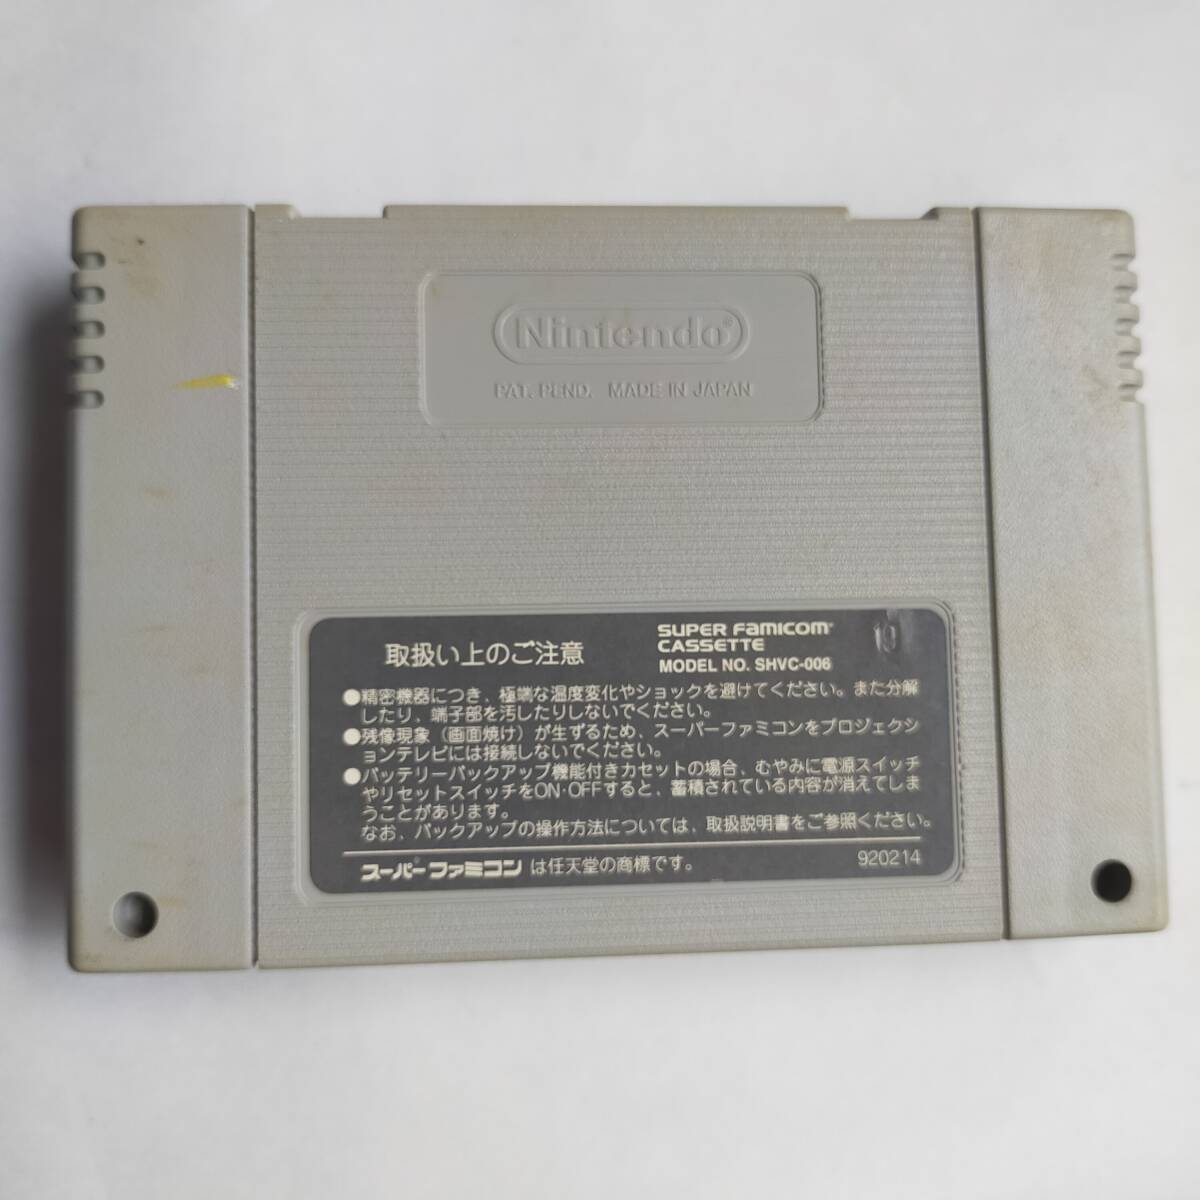 Nintendo®
PAT. PEND. MADE IN JAPAN
取扱い上のご注意
SUPER FAMICOM
CASSETTE
MODEL NO. SHVC-006
19
●精密機器につき、極端な温度変化やショックを避けてください。また分解
したり、端子部を汚したりしないでください。
●残像現象（画面焼け）が生ずるため、スーパーファミコンをプロジェクシ
ョンテレビには接続しないでください。
●バッテリーバックアップ機能付きカセットの場合、むやみに電源スイッチ
やリセットスイッチをON·OFFすると、蓄積されている内容が消えてしま
うことがあります。
なお、バックアップの操作方法については、取扱説明書をご参照ください。
スーパーファミコンは任天堂の商標です。
920214